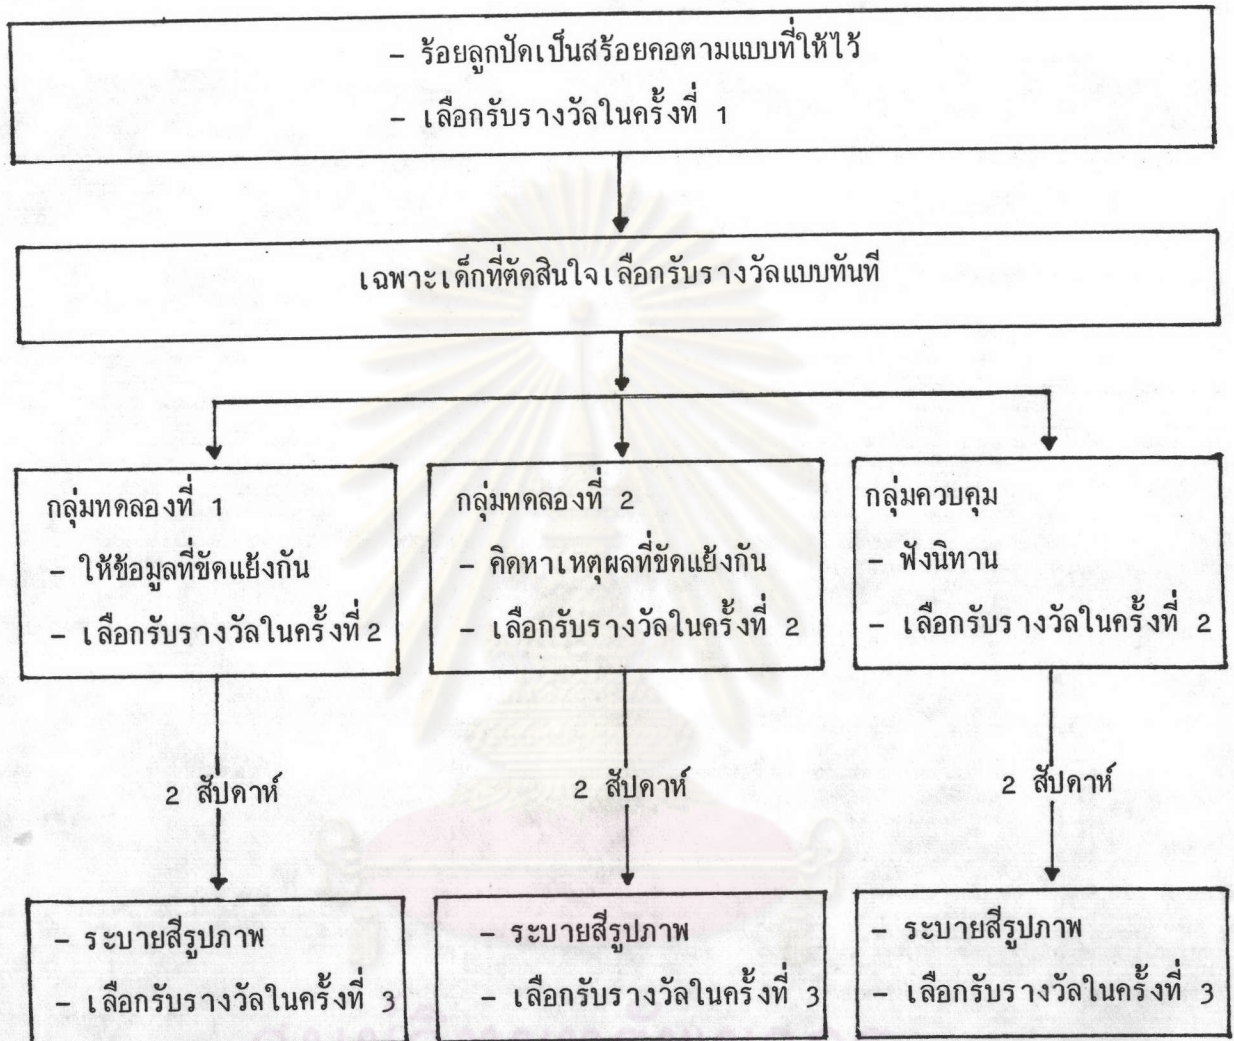 - ร้อยลูกปัดเป็นสร้อยคอตามแบบที่ให้ไว้
- เลือกรับรางวัลในครั้งที่ 1
เฉพาะเด็กที่ตัดสินใจเลือกรับรางวัลแบบทันที
กลุ่มทดลองที่ 1
- ให้ข้อมูลที่ขัดแย้งกัน
- เลือกรับรางวัลในครั้งที่ 2
กลุ่มทดลองที่ 2
- คิดหาเหตุผลที่ขัดแย้งกัน
- เลือกรับรางวัลในครั้งที่ 2
กลุ่มควบคุม
- ฟังนิทาน
- เลือกรับรางวัลในครั้งที่ 2
2 สัปดาห์
2 สัปดาห์
2 สัปดาห์
- ระบายสีรูปภาพ
- เลือกรับรางวัลในครั้งที่ 3
- ระบายสีรูปภาพ
- เลือกรับรางวัลในครั้งที่ 3
- ระบายสีรูปภาพ
- เลือกรับรางวัลในครั้งที่ 3